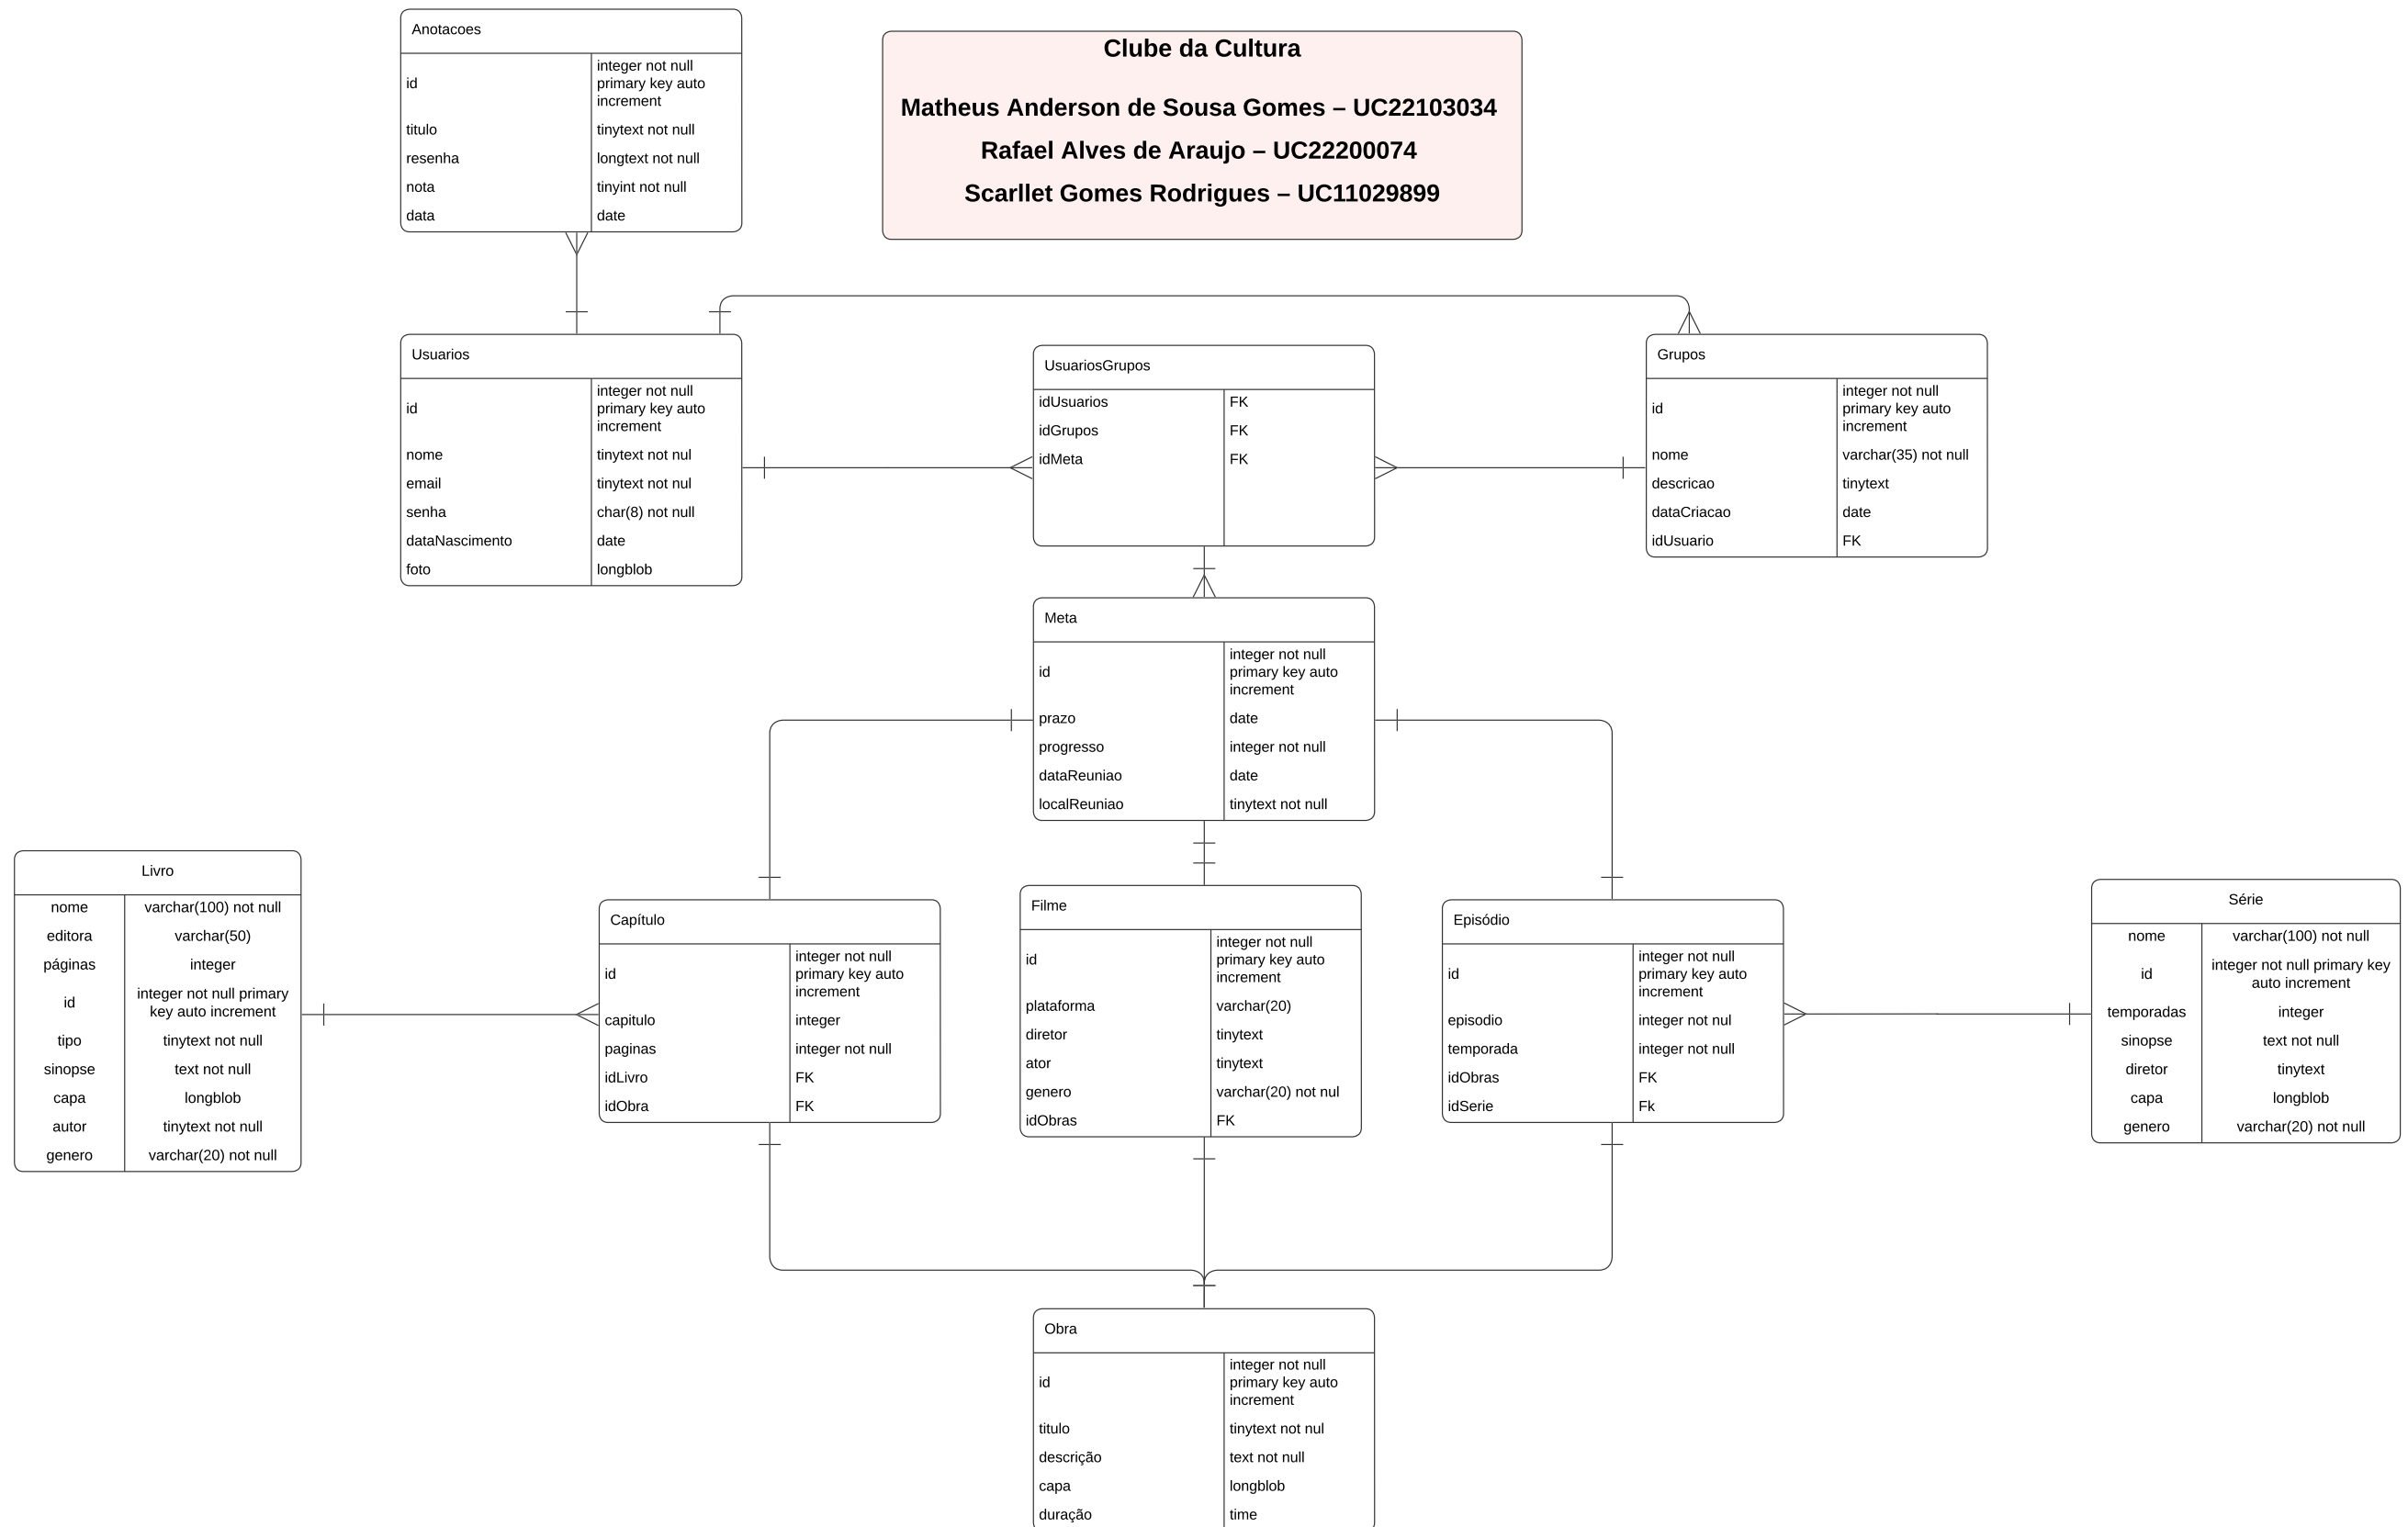 Anotacoes
id
integer not null
primary key auto
increment
titulo
tinytext not null
resenha
longtext not null
nota
tinyint not null
data
date
Clube da Cultura
Matheus Anderson de Sousa Gomes – UC22103034
Rafael Alves de Araujo – UC22200074
Scarllet Gomes Rodrigues – UC11029899
Usuarios
id
integer not null
primary key auto
increment
nome
tinytext not nul
email
tinytext not nul
senha
char(8) not null
dataNascimento
date
foto
longblob
UsuariosGrupos
idUsuarios
FK
idGrupos
FK
idMeta
FK
Grupos
id
integer not null
primary key auto
increment
nome
varchar(35) not null
descricao
tinytext
dataCriacao
date
idUsuario
FK
Meta
id
integer not null
primary key auto
increment
prazo
date
progresso
integer not null
dataReuniao
date
localReuniao
tinytext not null
Livro
nome
varchar(100) not null
editora
varchar(50)
páginas
integer
id
integer not null primary
key auto increment
tipo
tinytext not null
sinopse
text not null
capa
longblob
autor
tinytext not null
genero
varchar(20) not null
Capítulo
id
integer not null
primary key auto
increment
capitulo
integer
paginas
integer not null
idLivro
FK
idObra
FK
Filme
id
integer not null
primary key auto
increment
plataforma
varchar(20)
diretor
tinytext
ator
tinytext
genero
varchar(20) not nul
idObras
FK
Episódio
id
integer not null
primary key auto
increment
episodio
integer not nul
temporada
integer not null
idObras
FK
idSerie
Fk
Série
nome
varchar(100) not null
id
integer not null primary key
auto increment
temporadas
integer
sinopse
text not null
diretor
tinytext
capa
longblob
genero
varchar(20) not null
Obra
id
integer not null
primary key auto
increment
titulo
tinytext not nul
descrição
text not null
capa
longblob
duração
time